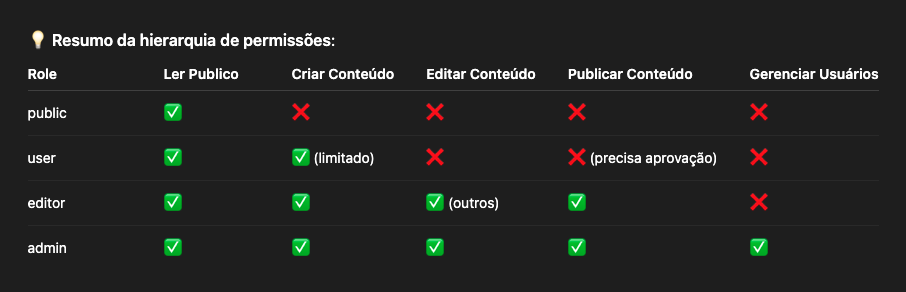 💡 Resumo da hierarquia de permissões:
Role Ler Publico Criar Conteúdo Editar Conteúdo Publicar Conteúdo Gerenciar Usuários
public ✅ ❌ ❌ ❌ ❌
user ✅ ✅ (limitado) ❌ ❌ (precisa aprovação) ❌
editor ✅ ✅ ✅ (outros) ✅ ❌
admin ✅ ✅ ✅ ✅ ✅